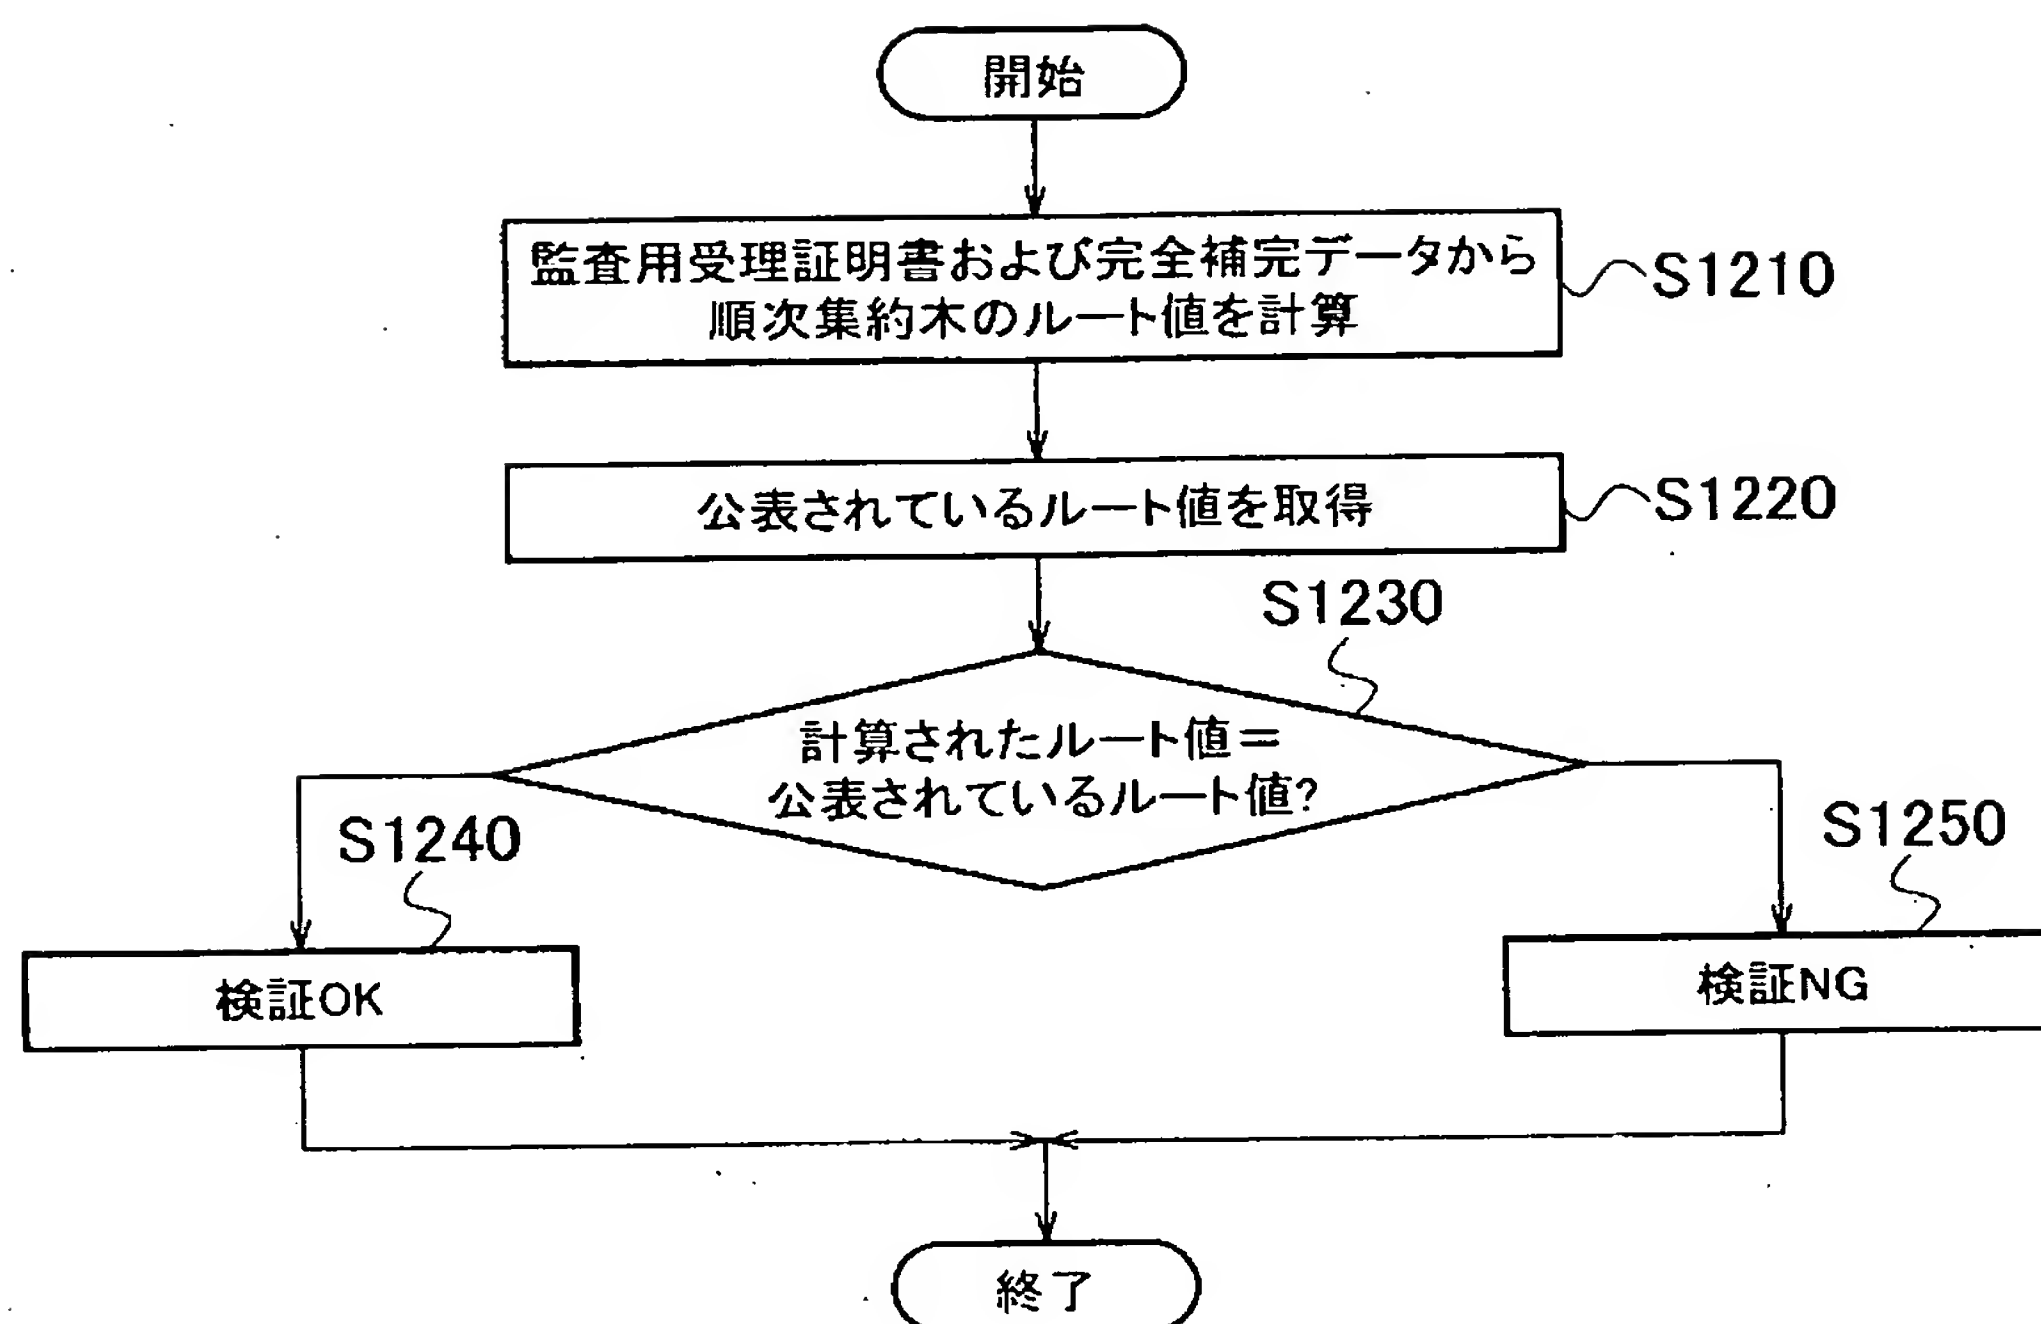 開始
監査用受理証明書および完全補完データから
順次集約木のルート値を計算
S1210
公表されているルート値を取得
S1220
S1230
計算されたルート値＝
公表されているルート値?
S1240
S1250
検証OK
検証NG
終了